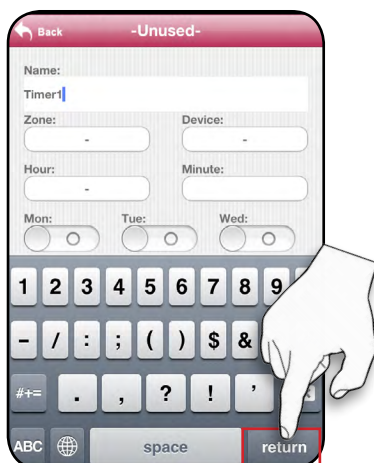 Back -Unused-
Name:
Timer1
Zone: Device:
- -
Hour: Minute:
-
Mon: Tue: Wed:
1 2 3 4 5 6 7 8 9
- / : ; ( ) $ &
#+= . , ? ! '
ABC space return